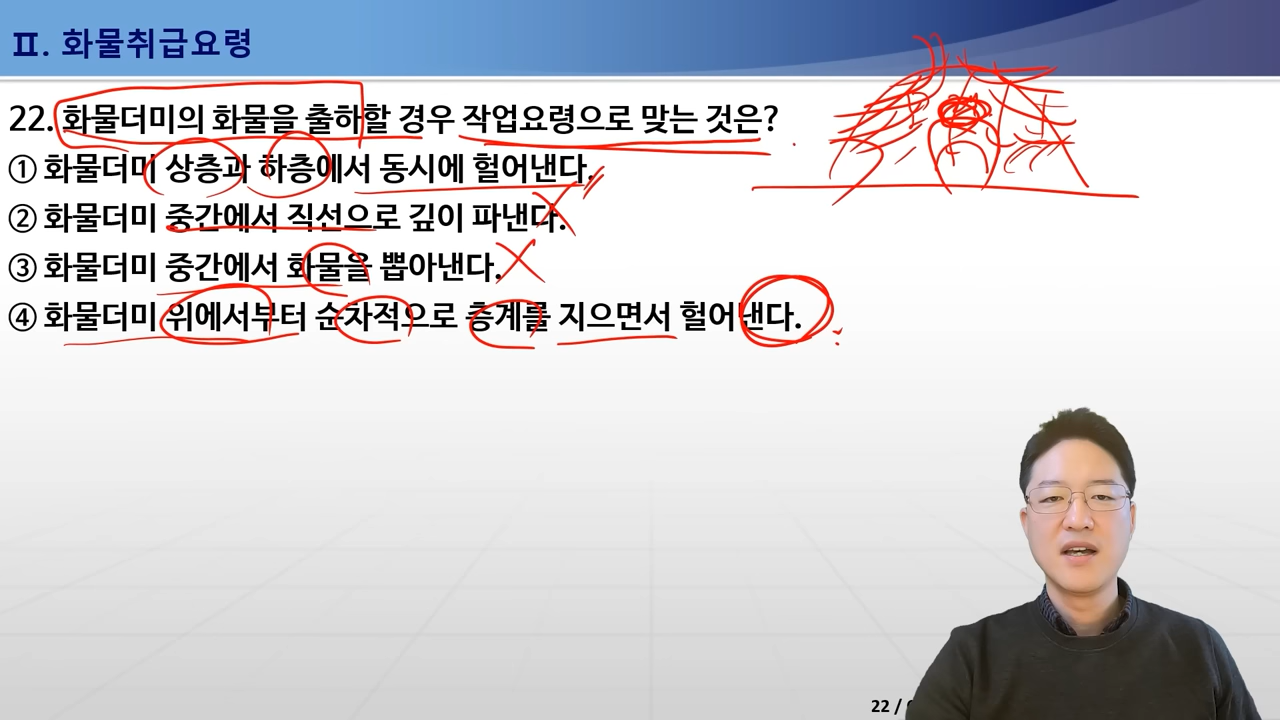 Ⅱ. 화물취급요령
22. 화물더미의 화물을 출하할 경우 작업요령으로 맞는 것은?
① 화물더미 상층과 하층에서 동시에 헐어낸다.
② 화물더미 중간에서 직선으로 깊이 파낸다.
③ 화물더미 중간에서 화물을 뽑아낸다.
④ 화물더미 위에서부터 순차적으로 층계를 지으면서 헐어낸다.
22 /